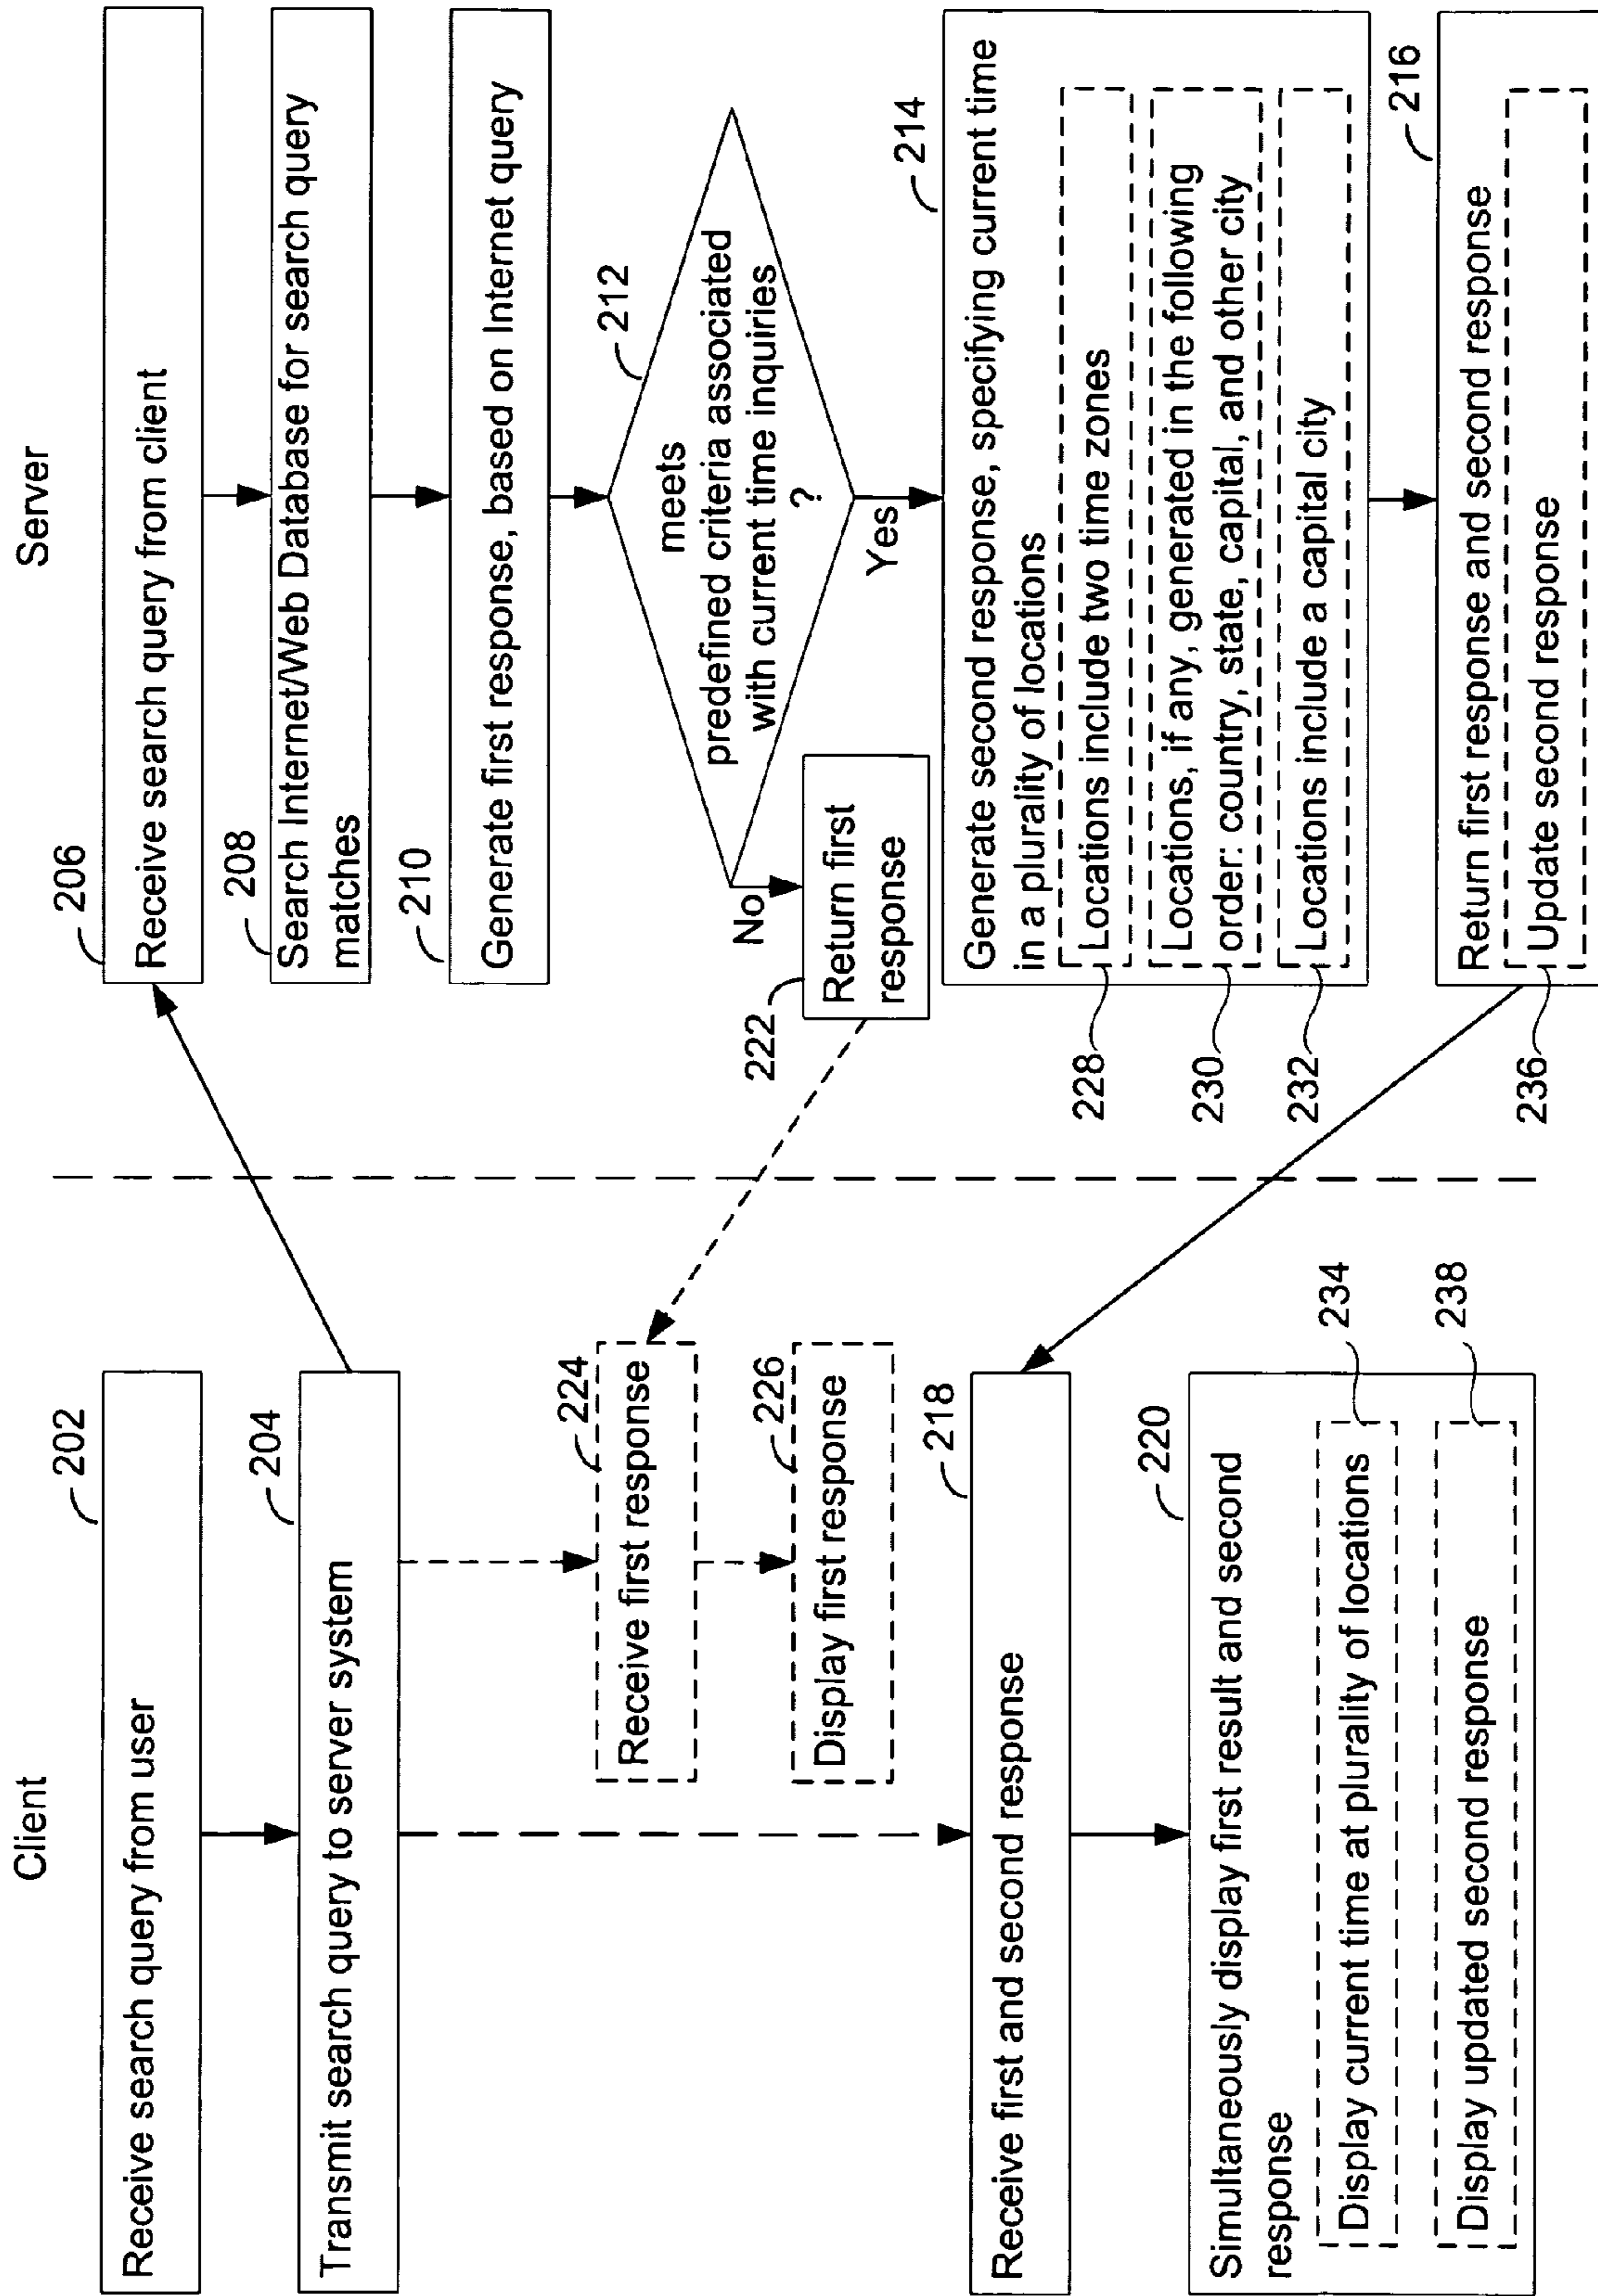 Client
202
Receive search query from user
204
Transmit search query to server system
224
Receive first response
226
Display first response
218
Receive first and second response
220
Simultaneously display first result and second
response
Display current time at plurality of locations
234
Display updated second response
238
Server
206
Receive search query from client
208
Search Internet/Web Database for search query
matches
210
Generate first response, based on Internet query
212
meets
predefined criteria associated
with current time inquiries
?
No
Yes
222
Return first
response
214
Generate second response, specifying current time
in a plurality of locations
228
Locations include two time zones
230
Locations, if any, generated in the following
order: country, state, capital, and other city
232
Locations include a capital city
216
Return first response and second response
236
Update second response